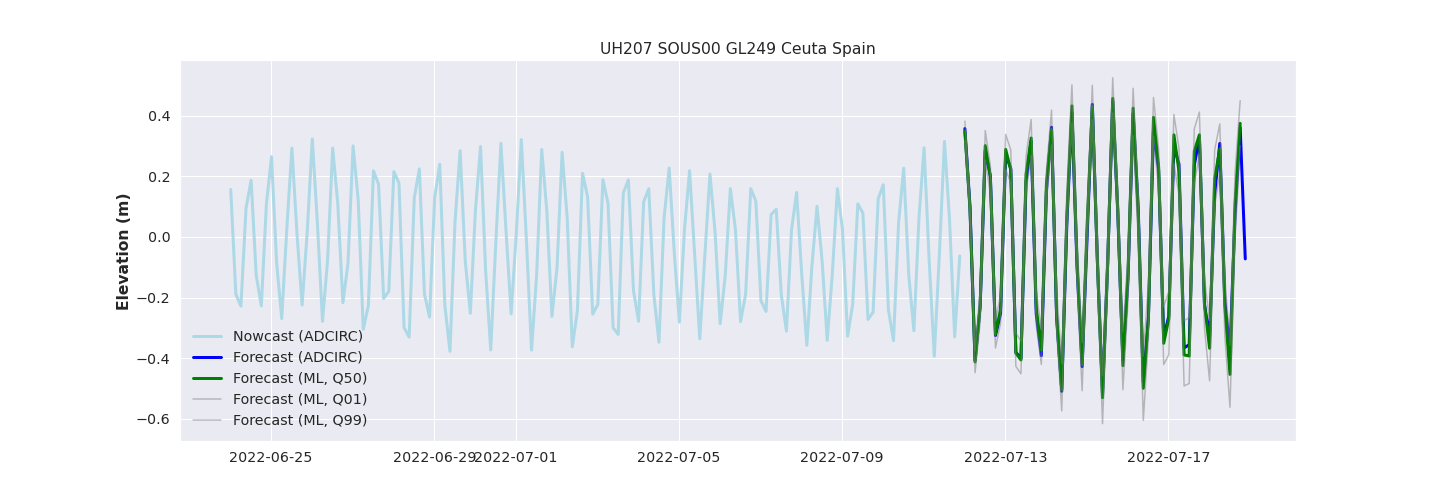 UH207 SOUS00 GL249 Ceuta Spain
Elevation (m)
0.4
0.2
0.0
−0.2
−0.4
−0.6
Nowcast (ADCIRC)
Forecast (ADCIRC)
Forecast (ML, Q50)
Forecast (ML, Q01)
Forecast (ML, Q99)
2022-06-25 2022-06-29 2022-07-01 2022-07-05 2022-07-09 2022-07-13 2022-07-17